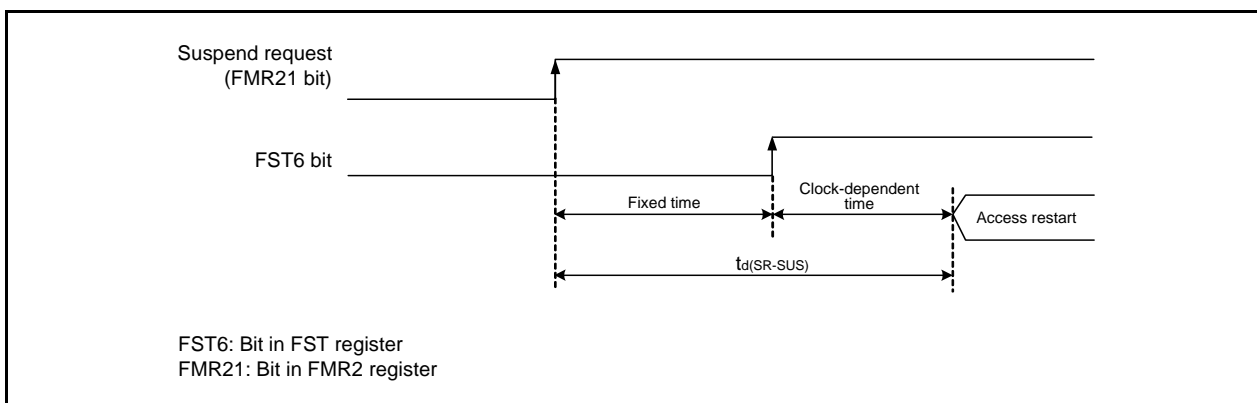 Suspend request
(FMR21 bit)
FST6 bit
Fixed time
Clock-dependent
time
Access restart
td(SR-SUS)
FST6: Bit in FST register
FMR21: Bit in FMR2 register